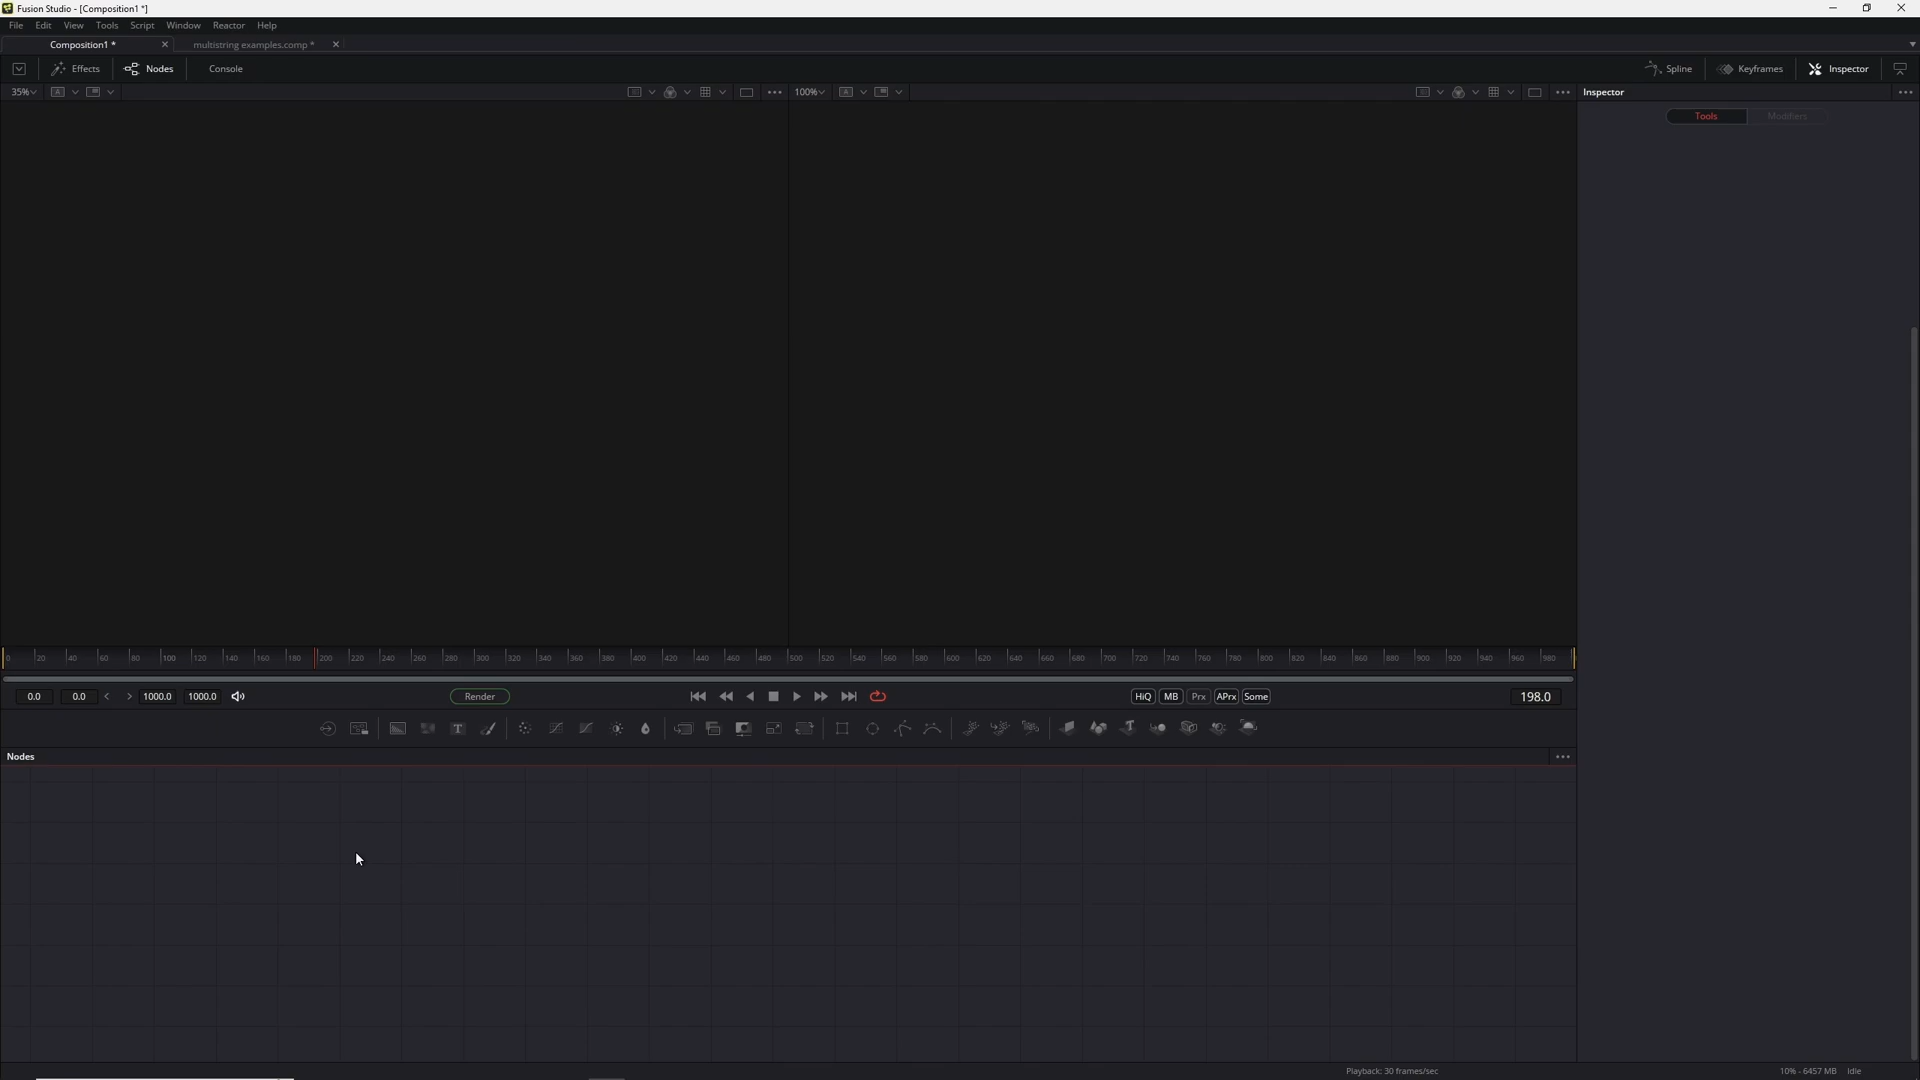 Fusion Studio - [Composition1 *]
File Edit View Tools Script Window Reactor Help
Composition1 * multistring examples.comp *
Effects Nodes Console Spline Keyframes Inspector
35% A 100% A Inspector
Tools Modifiers
0 20 40 60 80 100 120 140 160 180 200 220 240 260 280 300 320 340 360 380 400 420 440 460 480 500 520 540 560 580 600 620 640 660 680 700 720 740 760 780 800 820 840 860 880 900 920 940 960 980
0.0 0.0 1000.0 1000.0 Render HiQ MB Prx APrx Some 198.0
T
Nodes
Playback: 30 frames/sec 10% - 6457 MB Idle